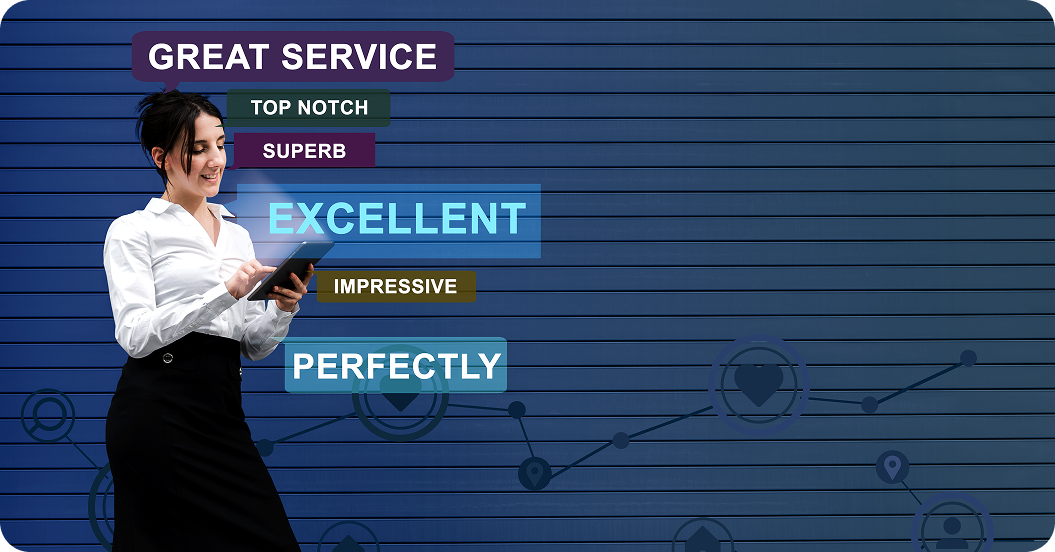 GREAT SERVICE
TOP NOTCH
SUPERB
EXCELLENT
IMPRESSIVE
PERFECTLY